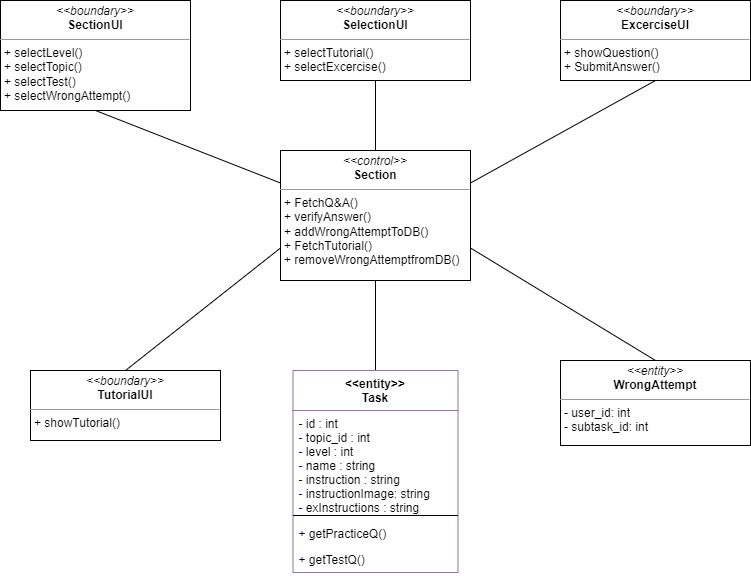 <<boundary>>
SectionUI
+ selectLevel()
+ selectTopic()
+ selectTest()
+ selectWrongAttempt()
<<boundary>>
SelectionUI
+ selectTutorial()
+ selectExcercise()
<<boundary>>
ExcerciseUI
+ showQuestion()
+ SubmitAnswer()
<<control>>
Section
+ FetchQ&A()
+ verifyAnswer()
+ addWrongAttemptToDB()
+ FetchTutorial()
+ removeWrongAttemptfromDB()
<<boundary>>
TutorialUI
+ showTutorial()
<<entity>>
Task
- id : int
- topic_id : int
- level : int
- name : string
- instruction : string
- instructionImage: string
- exInstructions : string
+ getPracticeQ()
+ getTestQ()
<<entity>>
WrongAttempt
- user_id: int
- subtask_id: int